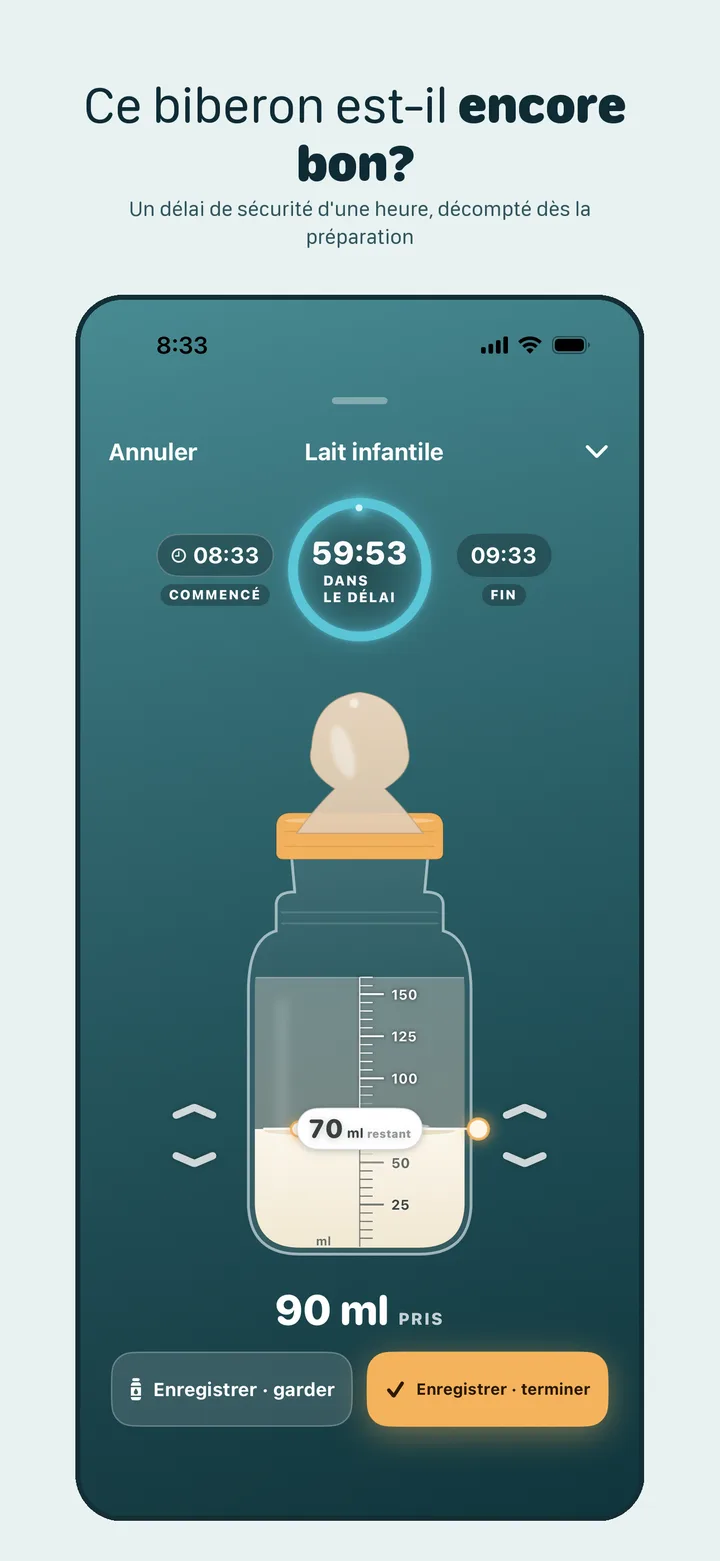 Ce biberon est-il encore
bon?
Un délai de sécurité d'une heure, décompté dès la
préparation
8:33
Annuler
Lait infantile
08:33
COMMENCÉ
59:53
DANS
LE DÉLAI
09:33
FIN
150
125
100
70 ml restant
50
25
ml
90 ml PRIS
Enregistrer · garder
Enregistrer · terminer